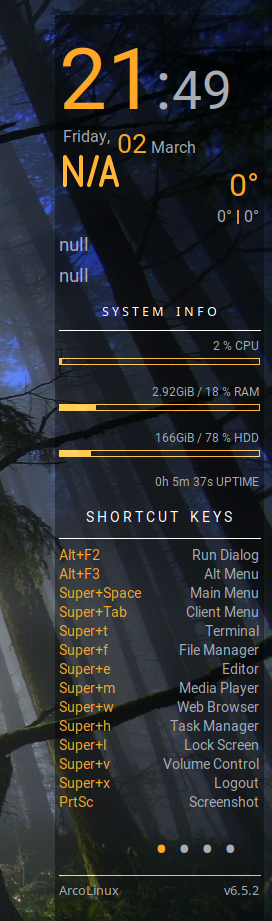 21:49
Friday, 02 March
N/A
0°
0° | 0°
null
null
SYSTEM INFO
2 % CPU
2.92GiB / 18 % RAM
166GiB / 78 % HDD
0h 5m 37s UPTIME
SHORTCUT KEYS
Alt+F2 Run Dialog
Alt+F3 Alt Menu
Super+Space Main Menu
Super+Tab Client Menu
Super+t Terminal
Super+f File Manager
Super+e Editor
Super+m Media Player
Super+w Web Browser
Super+h Task Manager
Super+l Lock Screen
Super+v Volume Control
Super+x Logout
PrtSc Screenshot
ArcoLinux v6.5.2